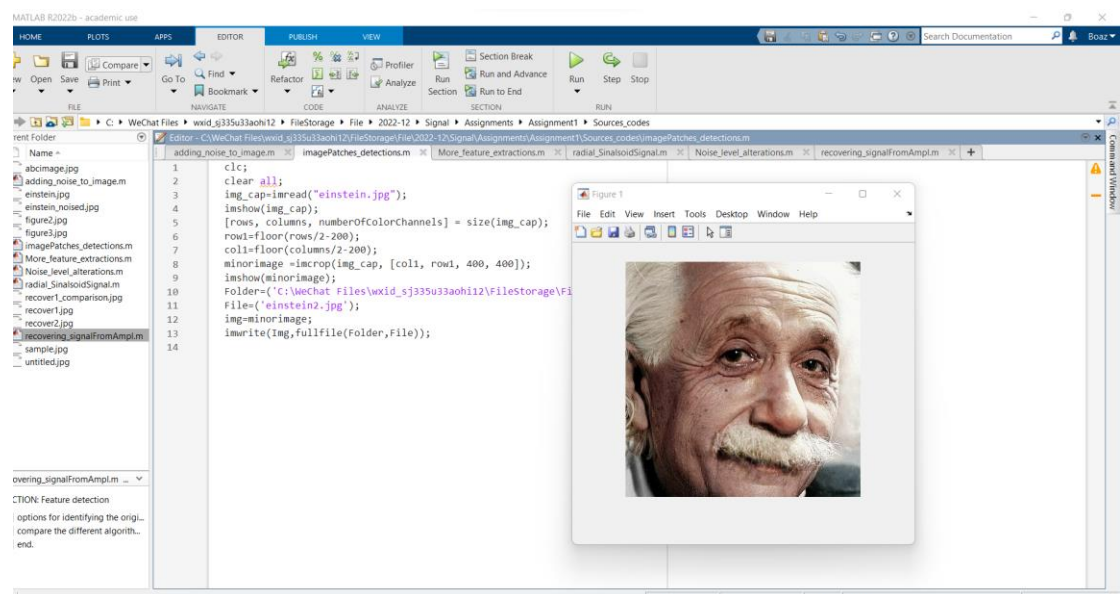 MATLAB R2022b - academic use
HOME PLOTS APPS EDITOR PUBLISH VIEW
Search Documentation
Boaz
Compare
Open Save
Print
FILE
Go To
Find
Bookmark
NAVIGATE
Refactor
CODE
Profiler
Analyze
ANALYZE
Run Section
Section Break
Run and Advance
Run to End
SECTION
Run Step Stop
RUN
C: WeChat Files wxid_sj335u33aohi12 FileStorage File 2022-12 Signal Assignments Assignment1 Sources_codes
rent Folder
Name
abcimage.jpg
adding_noise_to_image.m
einstein.jpg
einstein_noised.jpg
figure2.jpg
figure3.jpg
imagePatches_detections.m
More_feature_extractions.m
Noise_level_alterations.m
radial_SinalsoidSignal.m
recover1_comparison.jpg
recover1.jpg
recover2.jpg
recovering_signalFromAmpl.m
sample.jpg
untitled.jpg
overing_signalFromAmpl.m
CTION: Feature detection
options for identifying the origi...
compare the different algorith...
end.
Editor - C:\WeChat Files\wxid_sj335u33aohi12\FileStorage\File\2022-12\Signal\Assignments\Assignment1\Sources_codes\imagePatches_detections.m
adding_noise_to_image.m imagePatches_detections.m More_feature_extractions.m radial_SinalsoidSignal.m Noise_level_alterations.m recovering_signalFromAmpl.m
1 clc;
2 clear all;
3 img_cap=imread("einstein.jpg");
4 imshow(img_cap);
5 [rows, columns, numberOfColorChannels] = size(img_cap);
6 row1=floor(rows/2-200);
7 col1=floor(columns/2-200);
8 minorimage =imcrop(img_cap, [col1, row1, 400, 400]);
9 imshow(minorimage);
10 Folder=('C:\WeChat Files\wxid_sj335u33aohi12\FileStorage\Fi
11 File=('einstein2.jpg');
12 img=minorimage;
13 imwrite(Img,fullfile(Folder,File));
14
Figure 1
File Edit View Insert Tools Desktop Window Help
Command Window